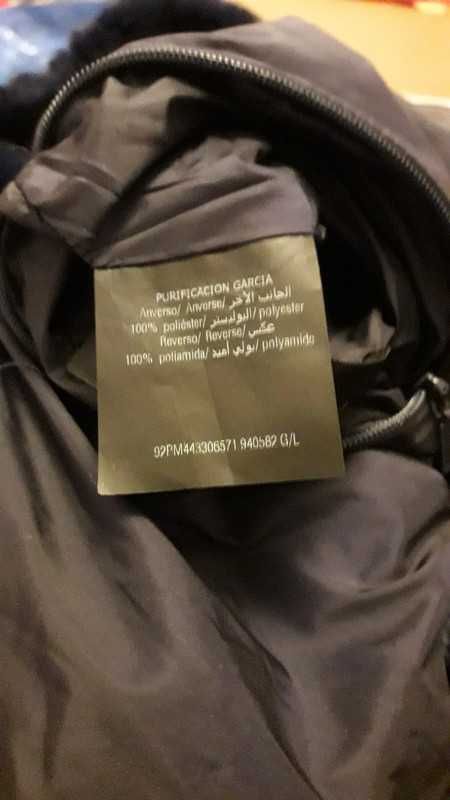 PURIFICACION GARCIA
Anverso/ Anverse/ الجانب الآخر
100% poliéster/ البوليستر/ polyester
Reverso/ Reverse/ عكس
100% poliamida/ بولي أميد/ polyamide
92PM443306571 940582 G/L